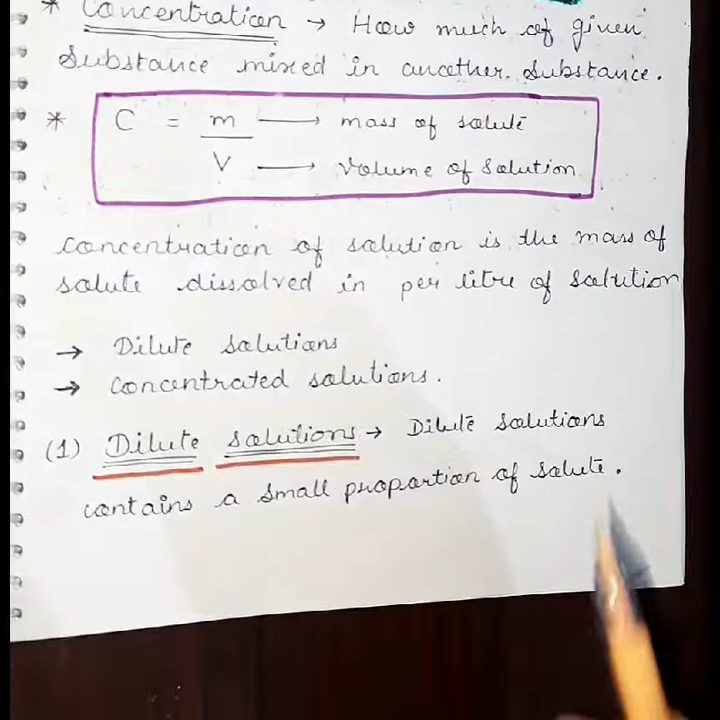 * Concentration → How much of given
substance mixed in another substance.
* C = m → mass of solute
V → Volume of solution
Concentration of solution is the mass of
solute dissolved in per litre of solution
→ Dilute solutions
→ Concentrated solutions.
(1) Dilute solutions → Dilute solutions
contains a small proportion of solute.